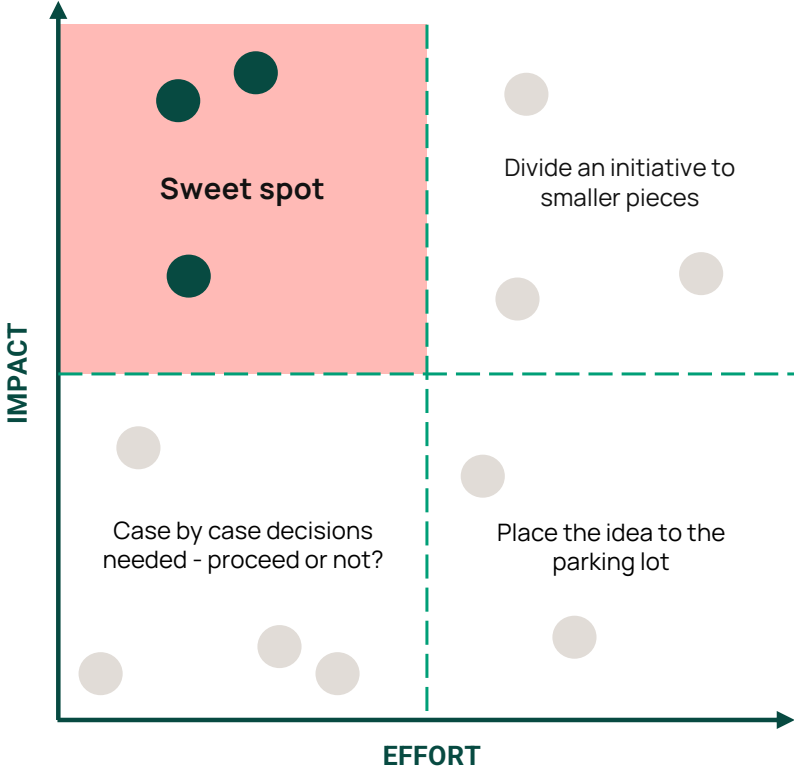 Sweet spot
Divide an initiative to
smaller pieces
IMPACT
Case by case decisions
needed - proceed or not?
Place the idea to the
parking lot
EFFORT